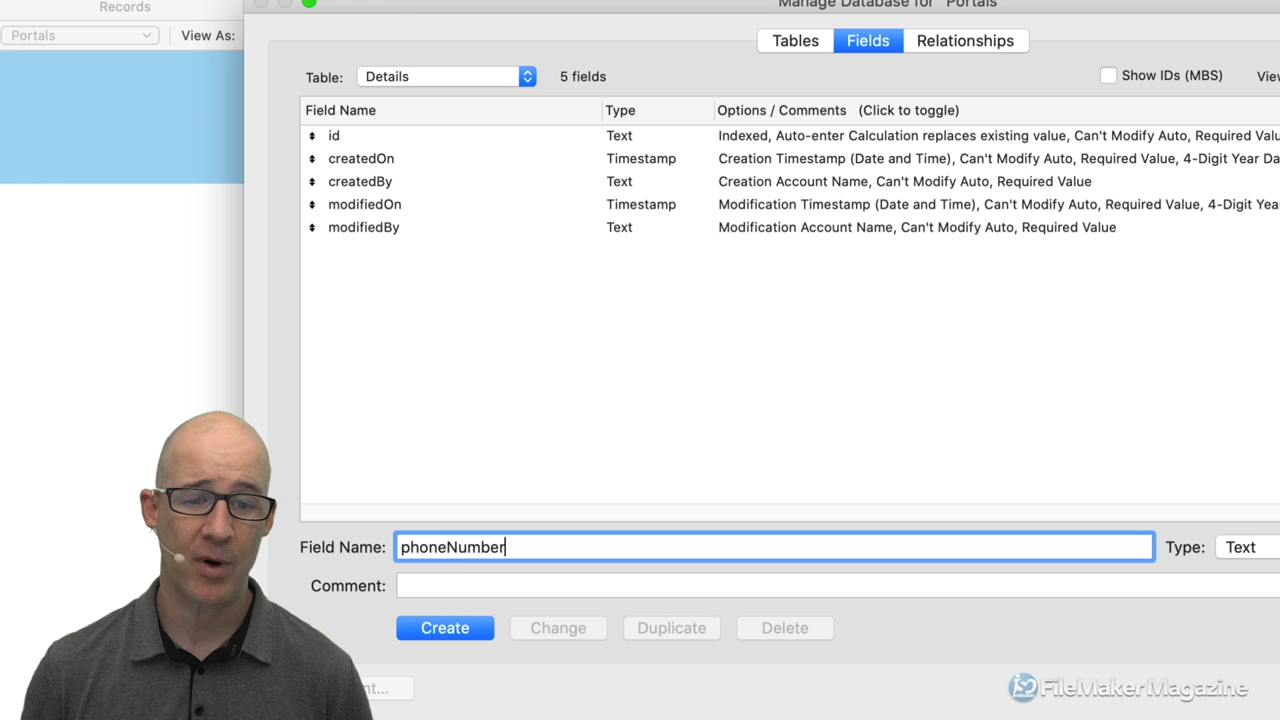 Records
Manage Database for "Portals"
Portals
View As:
Tables
Fields
Relationships
Table:
Details
5 fields
Show IDs (MBS)
Field Name
Type
Options / Comments (Click to toggle)
id
Text
Indexed, Auto-enter Calculation replaces existing value, Can't Modify Auto, Required
createdOn
Timestamp
Creation Timestamp (Date and Time), Can't Modify Auto, Required Value, 4-Digit Year
createdBy
Text
Creation Account Name, Can't Modify Auto, Required Value
modifiedOn
Timestamp
Modification Timestamp (Date and Time), Can't Modify Auto, Required Value, 4-Digit
modifiedBy
Text
Modification Account Name, Can't Modify Auto, Required Value
Field Name:
phoneNumber
Type:
Text
Comment:
Create
Change
Duplicate
Delete
FileMaker Magazine